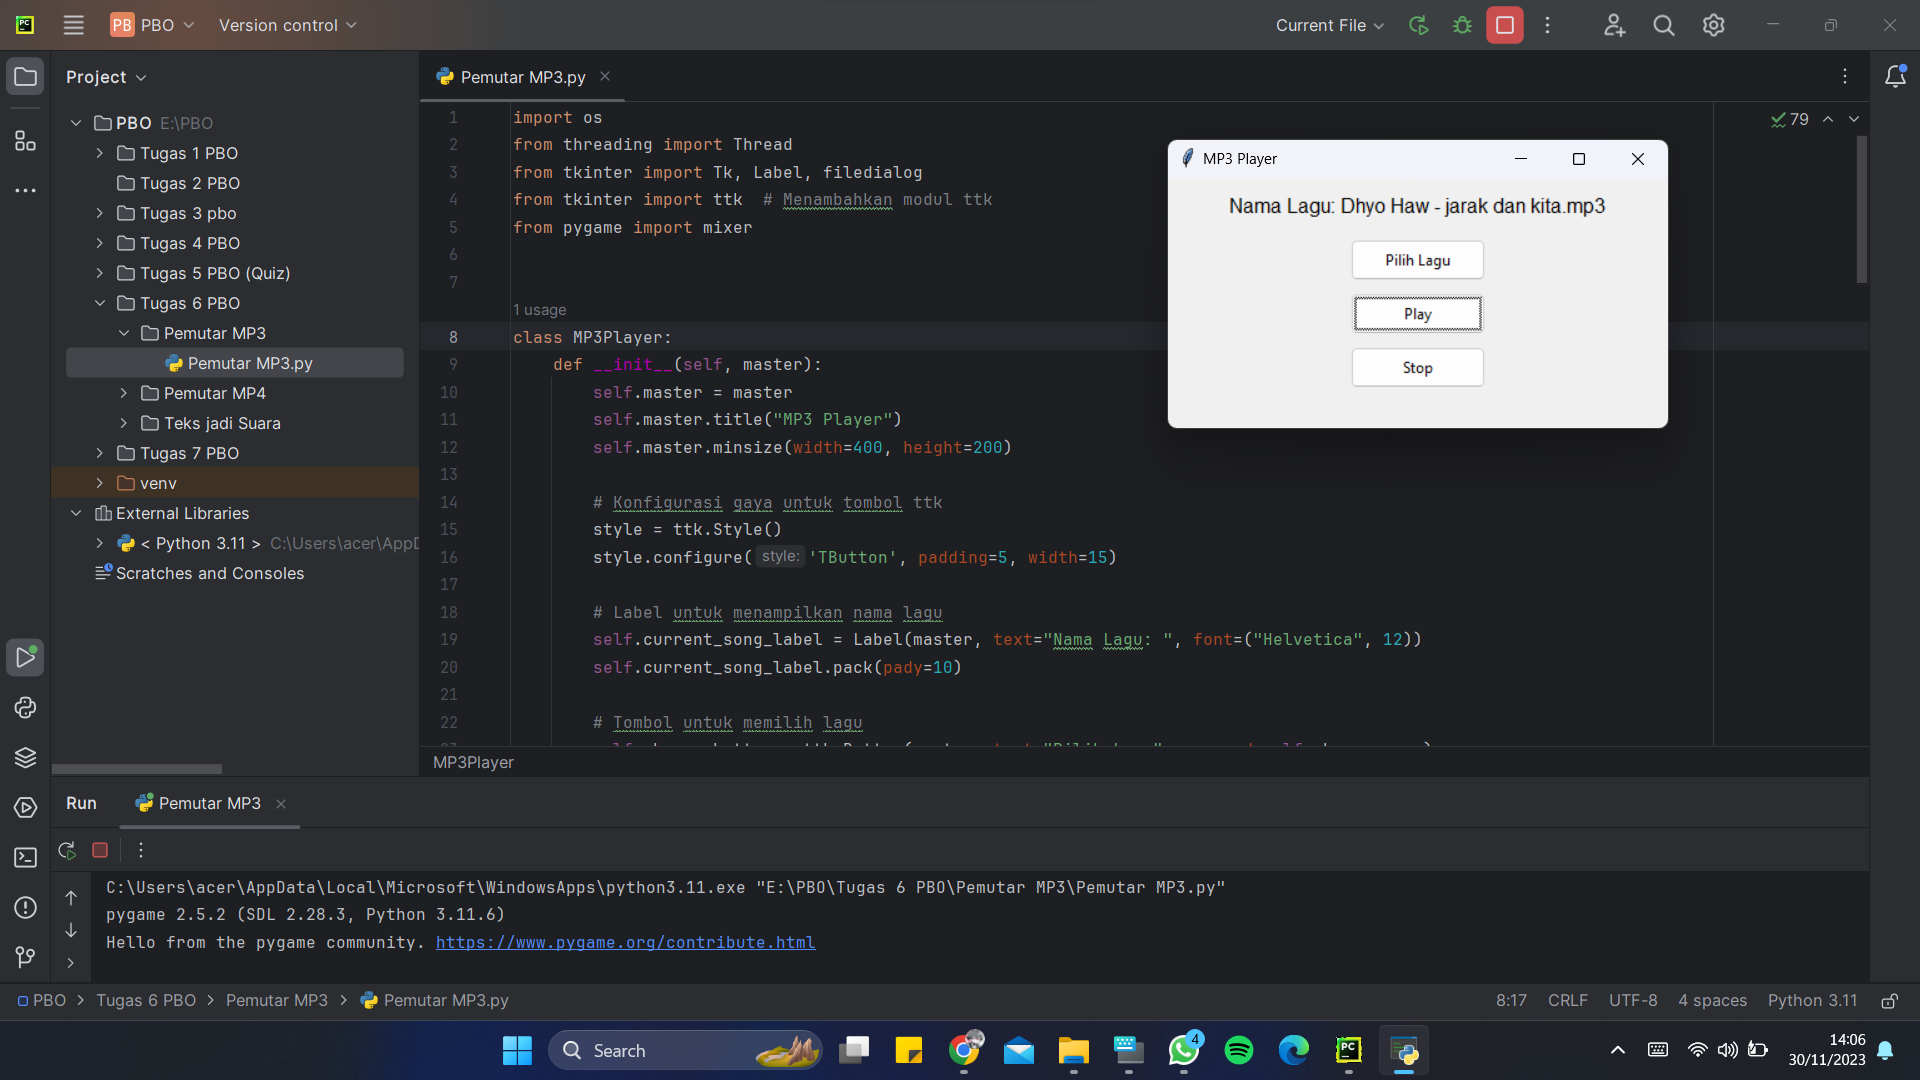 PB PBO
Version control
Current File
Project
PBO E:\PBO
Tugas 1 PBO
Tugas 2 PBO
Tugas 3 pbo
Tugas 4 PBO
Tugas 5 PBO (Quiz)
Tugas 6 PBO
Pemutar MP3
Pemutar MP3.py
Pemutar MP4
Teks jadi Suara
Tugas 7 PBO
venv
External Libraries
< Python 3.11 > C:\Users\acer\AppD
Scratches and Consoles
Pemutar MP3.py
79
1 import os
2 from threading import Thread
3 from tkinter import Tk, Label, filedialog
4 from tkinter import ttk  # Menambahkan modul ttk
5 from pygame import mixer
6
7
1 usage
8 class MP3Player:
9     def __init__(self, master):
10         self.master = master
11         self.master.title("MP3 Player")
12         self.master.minsize(width=400, height=200)
13
14         # Konfigurasi gaya untuk tombol ttk
15         style = ttk.Style()
16         style.configure( style: 'TButton', padding=5, width=15)
17
18         # Label untuk menampilkan nama lagu
19         self.current_song_label = Label(master, text="Nama Lagu: ", font=("Helvetica", 12))
20         self.current_song_label.pack(pady=10)
21
22         # Tombol untuk memilih lagu
MP3Player
MP3 Player
Nama Lagu: Dhyo Haw - jarak dan kita.mp3
Pilih Lagu
Play
Stop
Run
Pemutar MP3
C:\Users\acer\AppData\Local\Microsoft\WindowsApps\python3.11.exe "E:\PBO\Tugas 6 PBO\Pemutar MP3\Pemutar MP3.py"
pygame 2.5.2 (SDL 2.28.3, Python 3.11.6)
Hello from the pygame community. https://www.pygame.org/contribute.html
PBO > Tugas 6 PBO > Pemutar MP3 > Pemutar MP3.py
8:17 CRLF UTF-8 4 spaces Python 3.11
Search
4
PC
14:06
30/11/2023